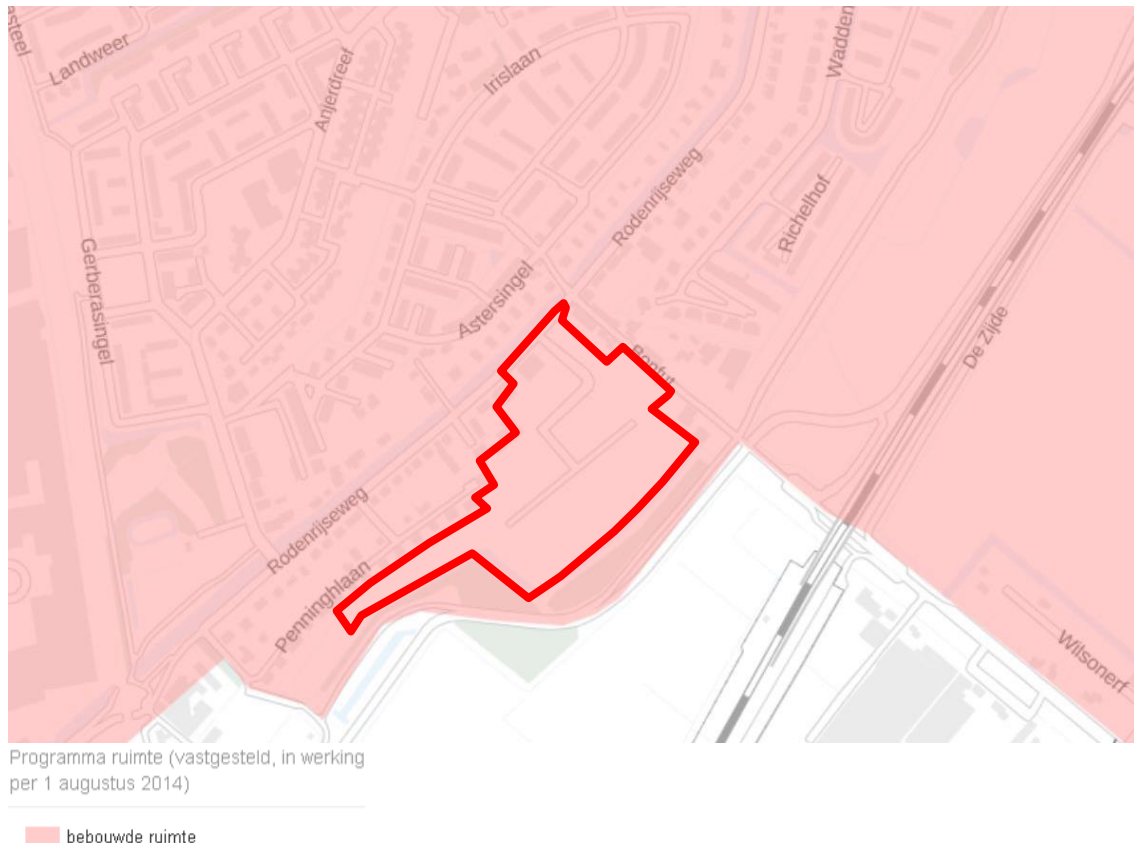 Landweer
Anjerdreef
Irislaan
Wadden
Gerberasingel
Astersingel
Rodenrijseweg
Richelhof
De Zijde
Rodenrijseweg
Penninghlaan
Wilsonerf
Programma ruimte (vastgesteld, in werking
per 1 augustus 2014)
bebouwde ruimte